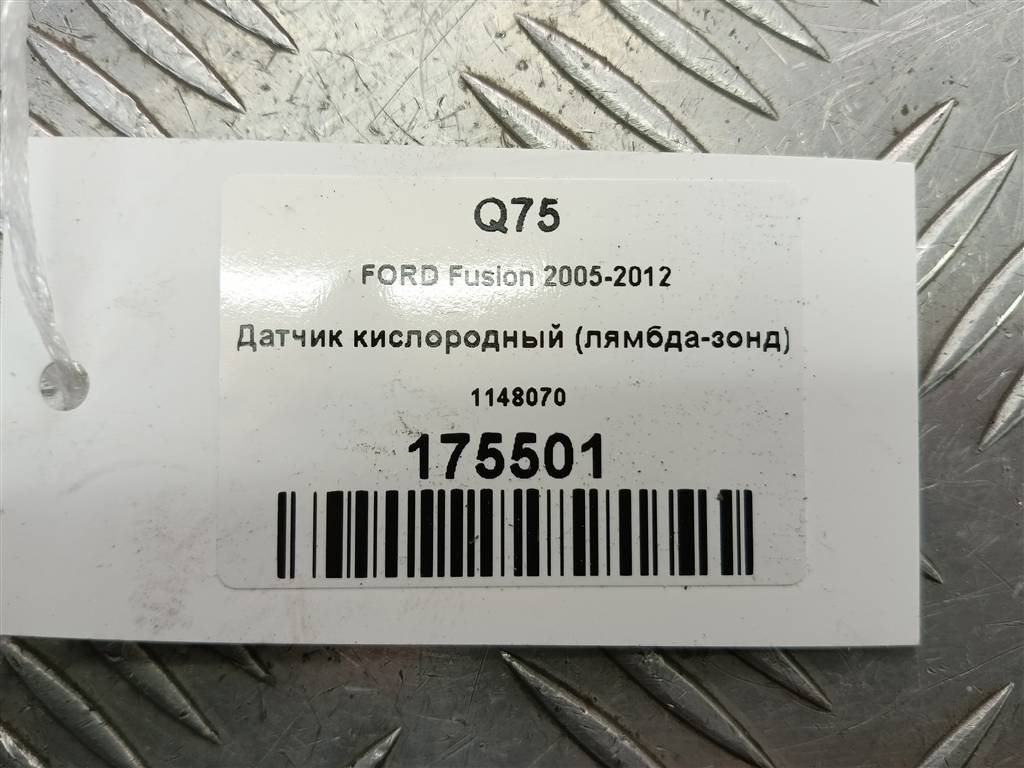 Q75
FORD Fusion 2005-2012
Датчик кислородный (лямбда-зонд)
1148070
175501